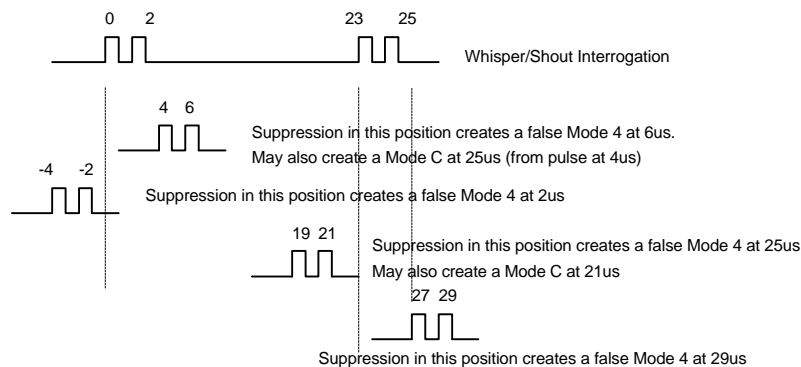 0 2 23 25
Whisper/Shout Interrogation
4 6
Suppression in this position creates a false Mode 4 at 6us.
May also create a Mode C at 25us (from pulse at 4us)
-4 -2
Suppression in this position creates a false Mode 4 at 2us
19 21
Suppression in this position creates a false Mode 4 at 25us
May also create a Mode C at 21us
27 29
Suppression in this position creates a false Mode 4 at 29us